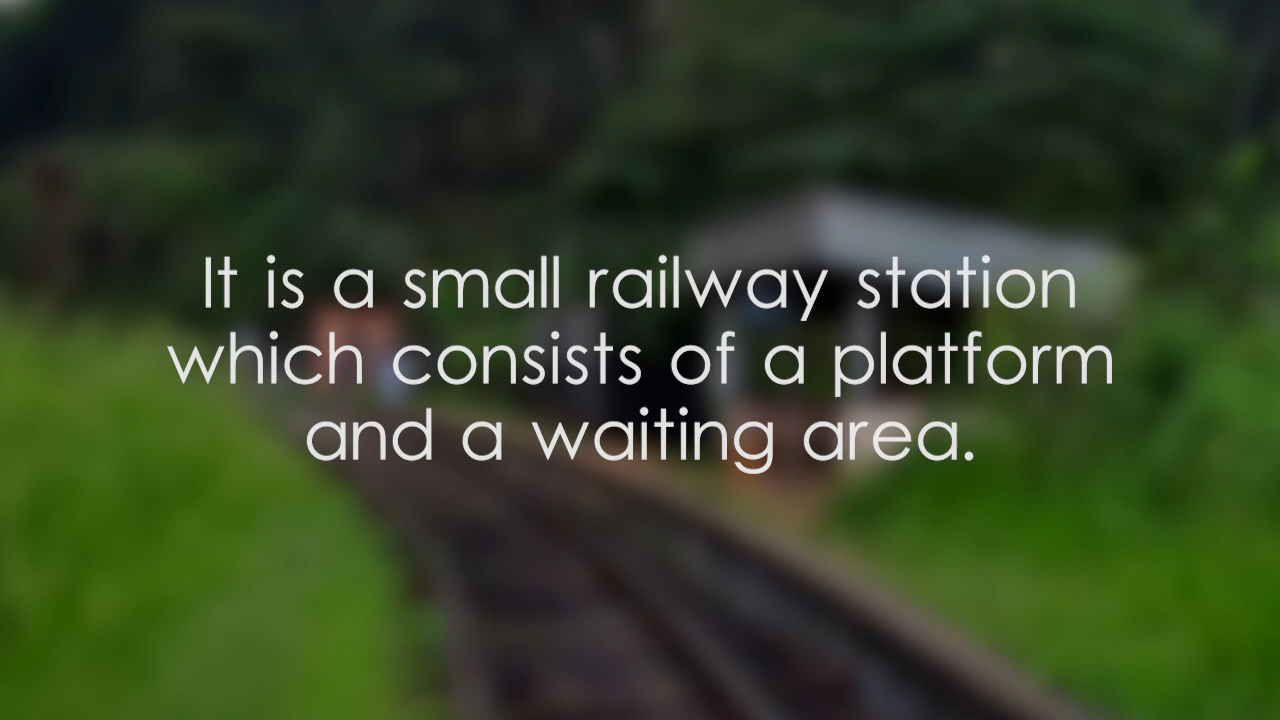 It is a small railway station
which consists of a platform
and a waiting area.